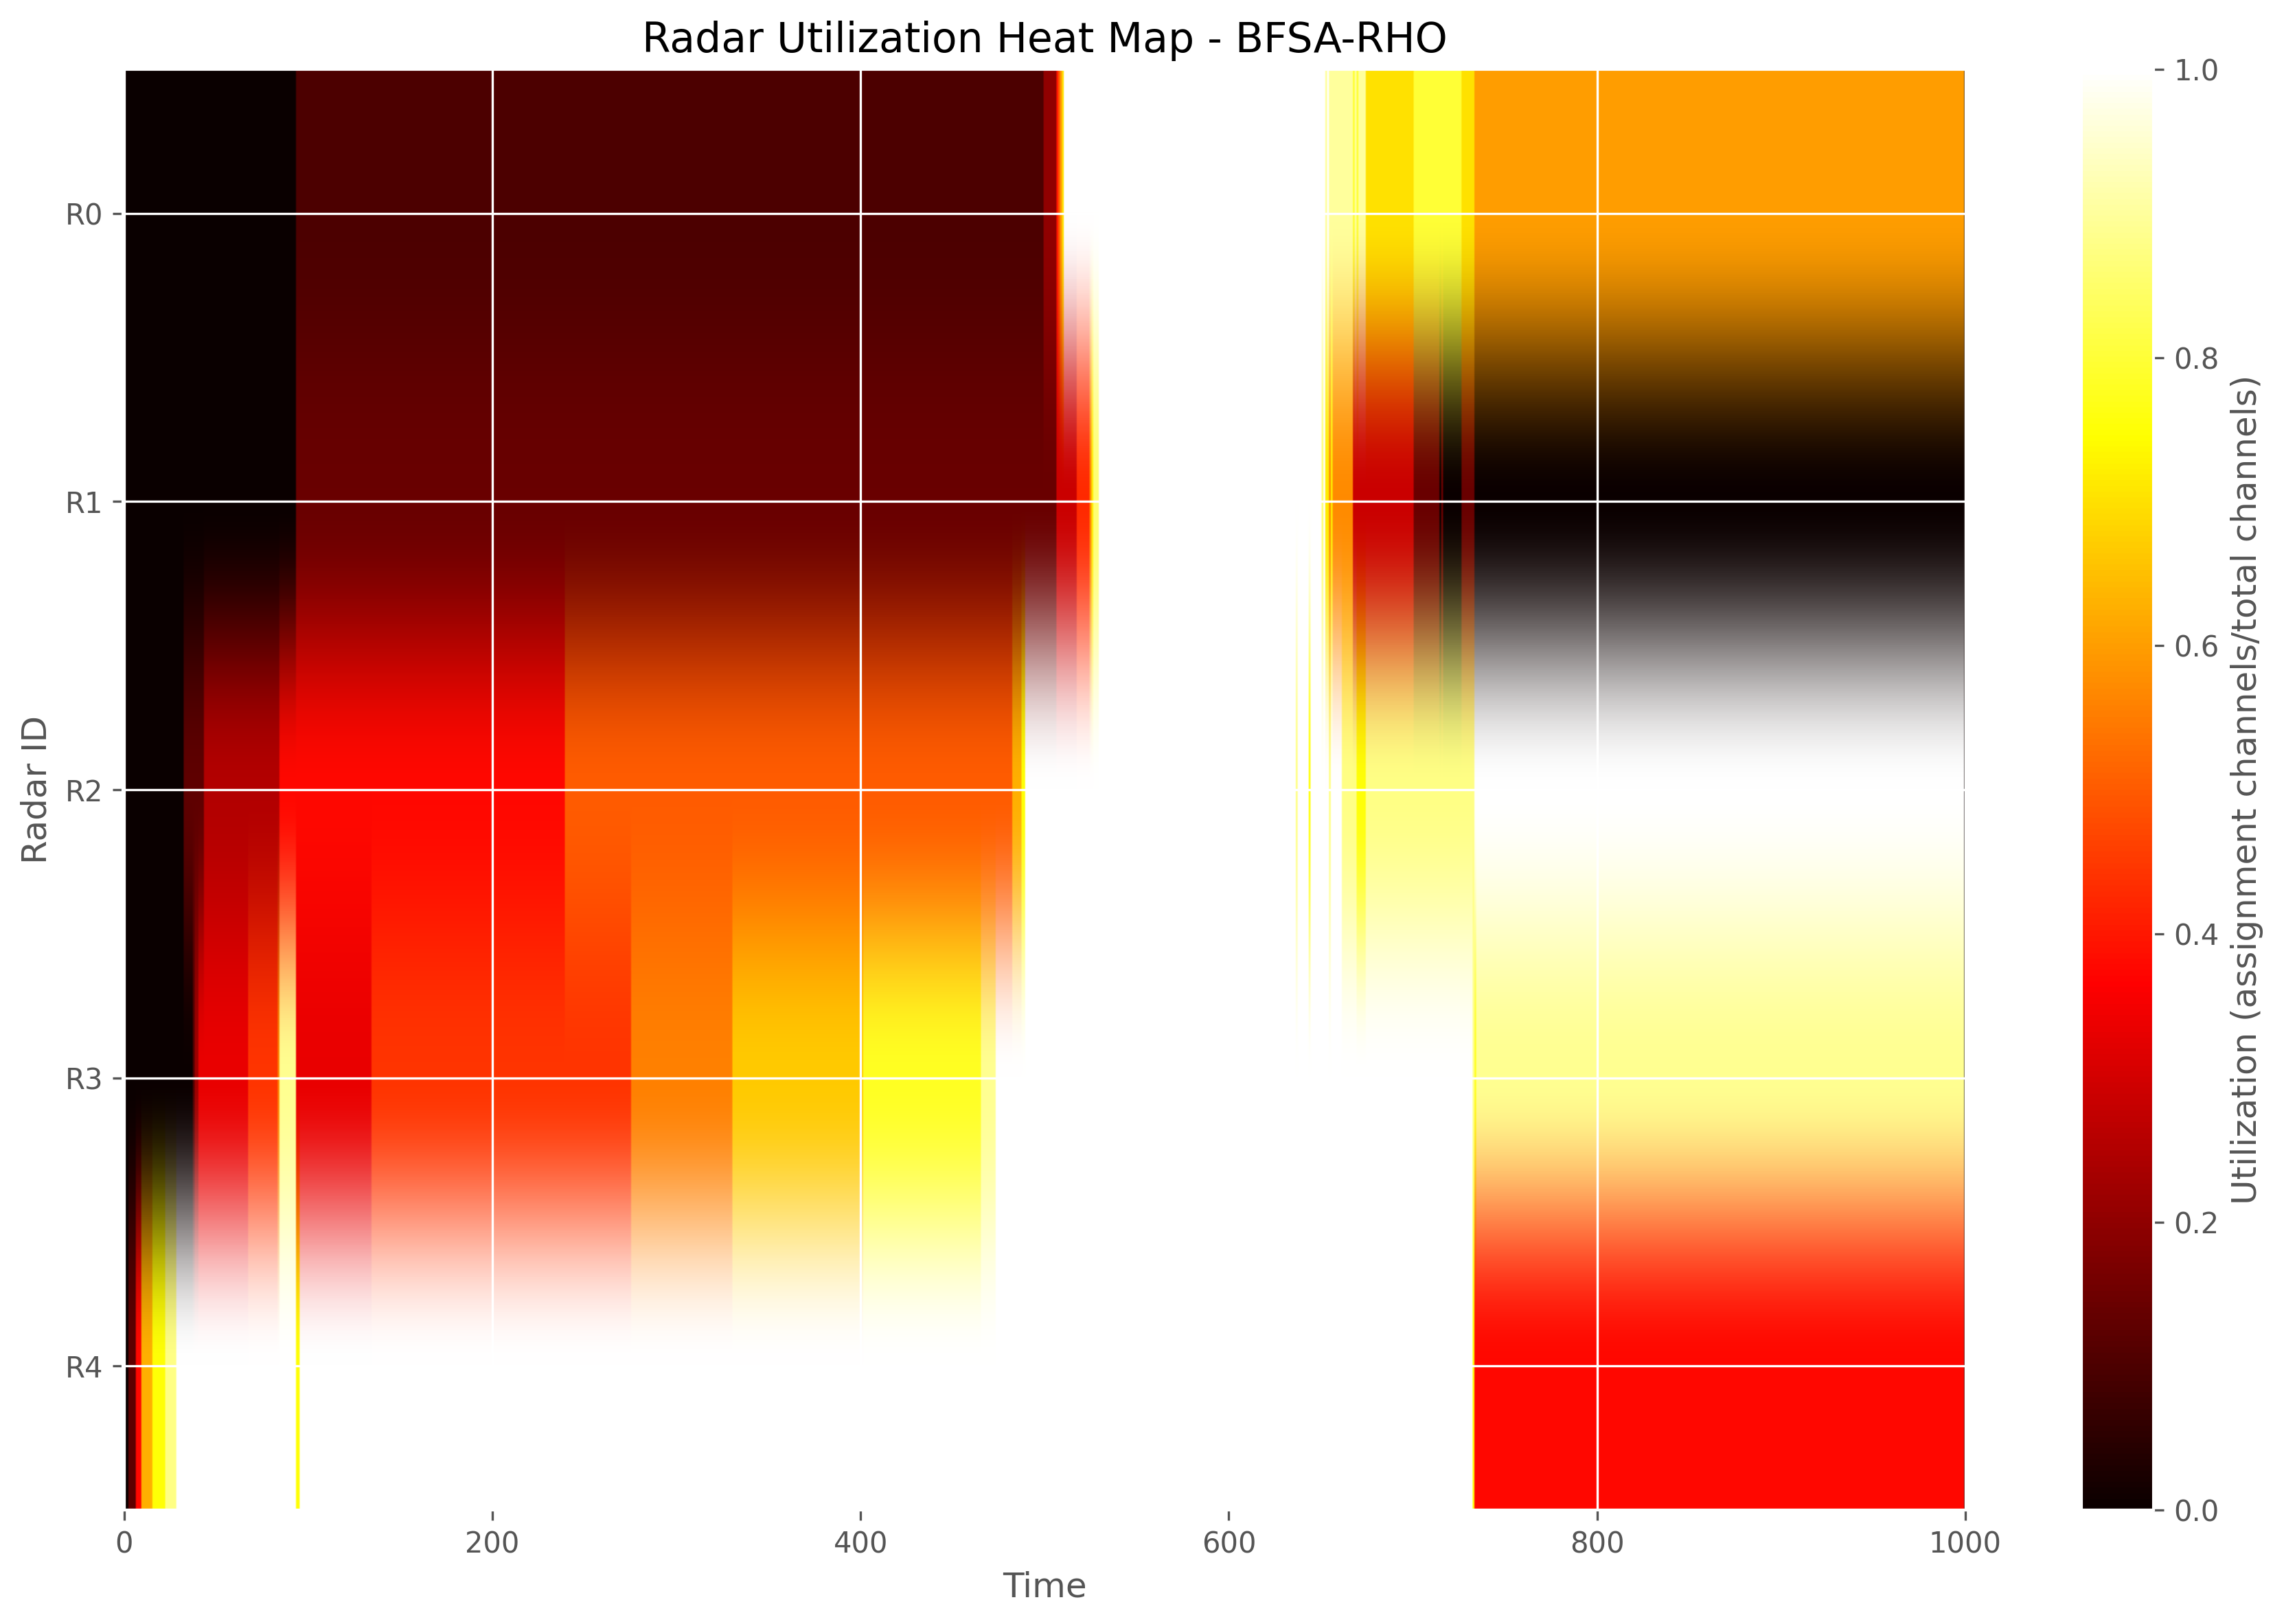 Radar Utilization Heat Map - BFSA-RHO
R0
R1
R2
R3
R4
Radar ID
0
200
400
600
800
1000
Time
1.0
0.8
0.6
0.4
0.2
0.0
Utilization (assignment channels/total channels)